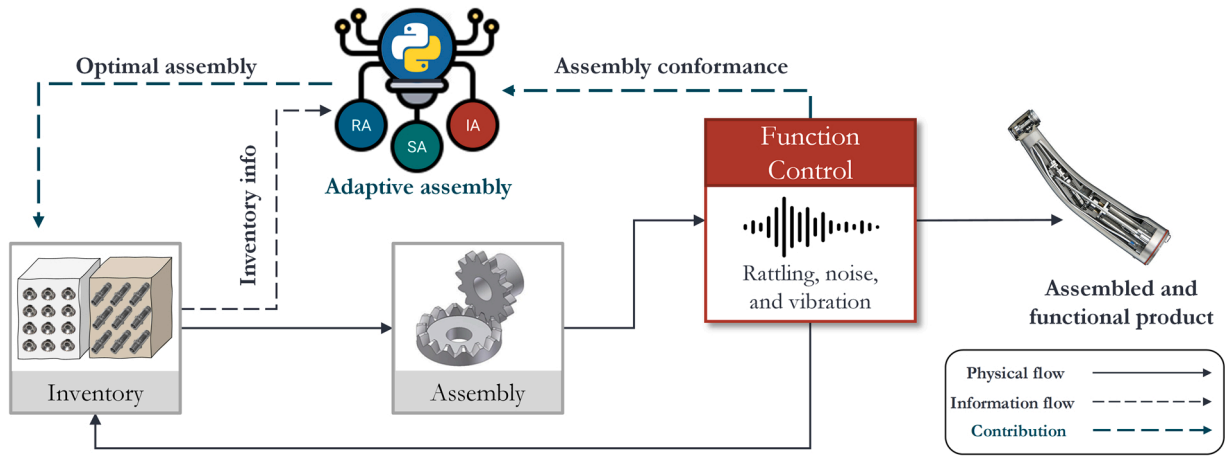 Optimal assembly
Assembly conformance
RA
SA
IA
Adaptive assembly
Inventory info
Function
Control
Rattling, noise,
and vibration
Assembled and
functional product
Inventory
Assembly
Physical flow
Information flow
Contribution